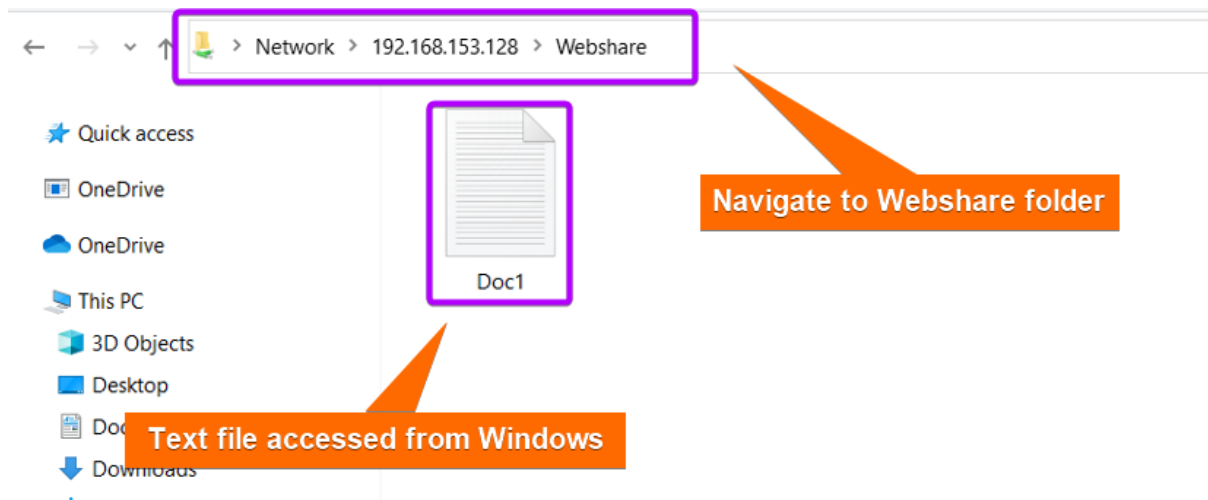 Network > 192.168.153.128 > Webshare
Quick access
OneDrive
OneDrive
This PC
3D Objects
Desktop
Downloads
Doc1
Navigate to Webshare folder
Text file accessed from Windows